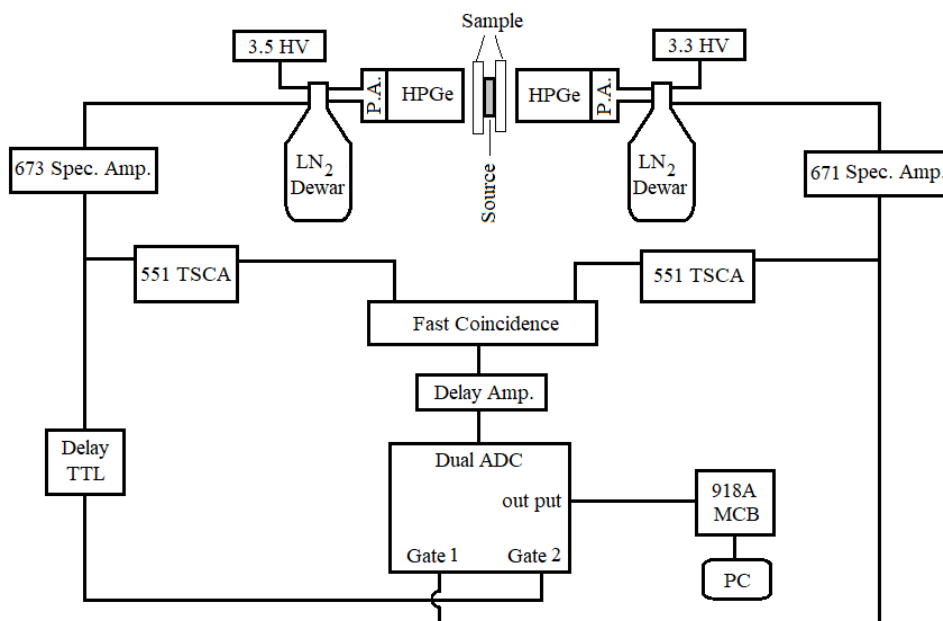 Sample
3.5 HV
3.3 HV
P.A.
HPGe
HPGe
P.A.
LN2
Dewar
Source
LN2
Dewar
673 Spec. Amp.
671 Spec. Amp.
551 TSCA
551 TSCA
Fast Coincidence
Delay Amp.
Delay
TTL
Dual ADC
out put
Gate 1
Gate 2
918A
MCB
PC